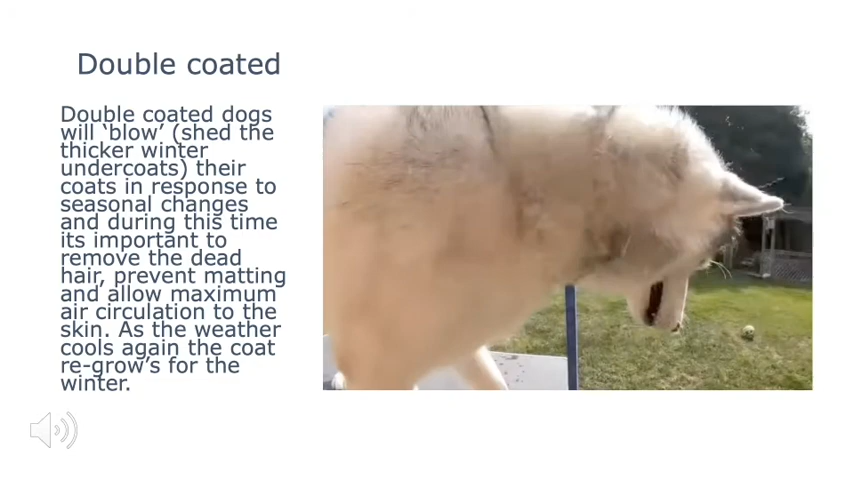 Double coated
Double coated dogs
will ‘blow’ (shed the
thicker winter
undercoats) their
coats in response to
seasonal changes
and during this time
its important to
remove the dead
hair, prevent matting
and allow maximum
air circulation to the
skin. As the weather
cools again the coat
re-grow’s for the
winter.